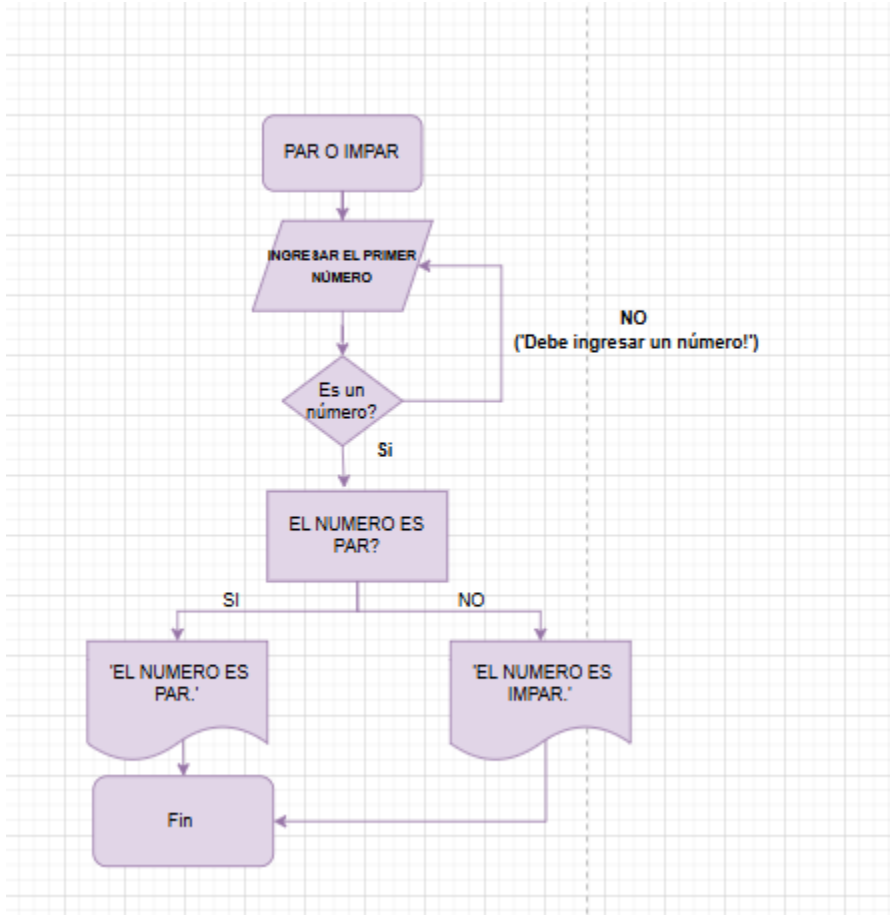 PAR O IMPAR
INGRESAR EL PRIMER
NÚMERO
NO
('Debe ingresar un número!')
Es un
número?
Si
EL NUMERO ES
PAR?
SI
NO
'EL NUMERO ES
PAR.'
'EL NUMERO ES
IMPAR.'
Fin